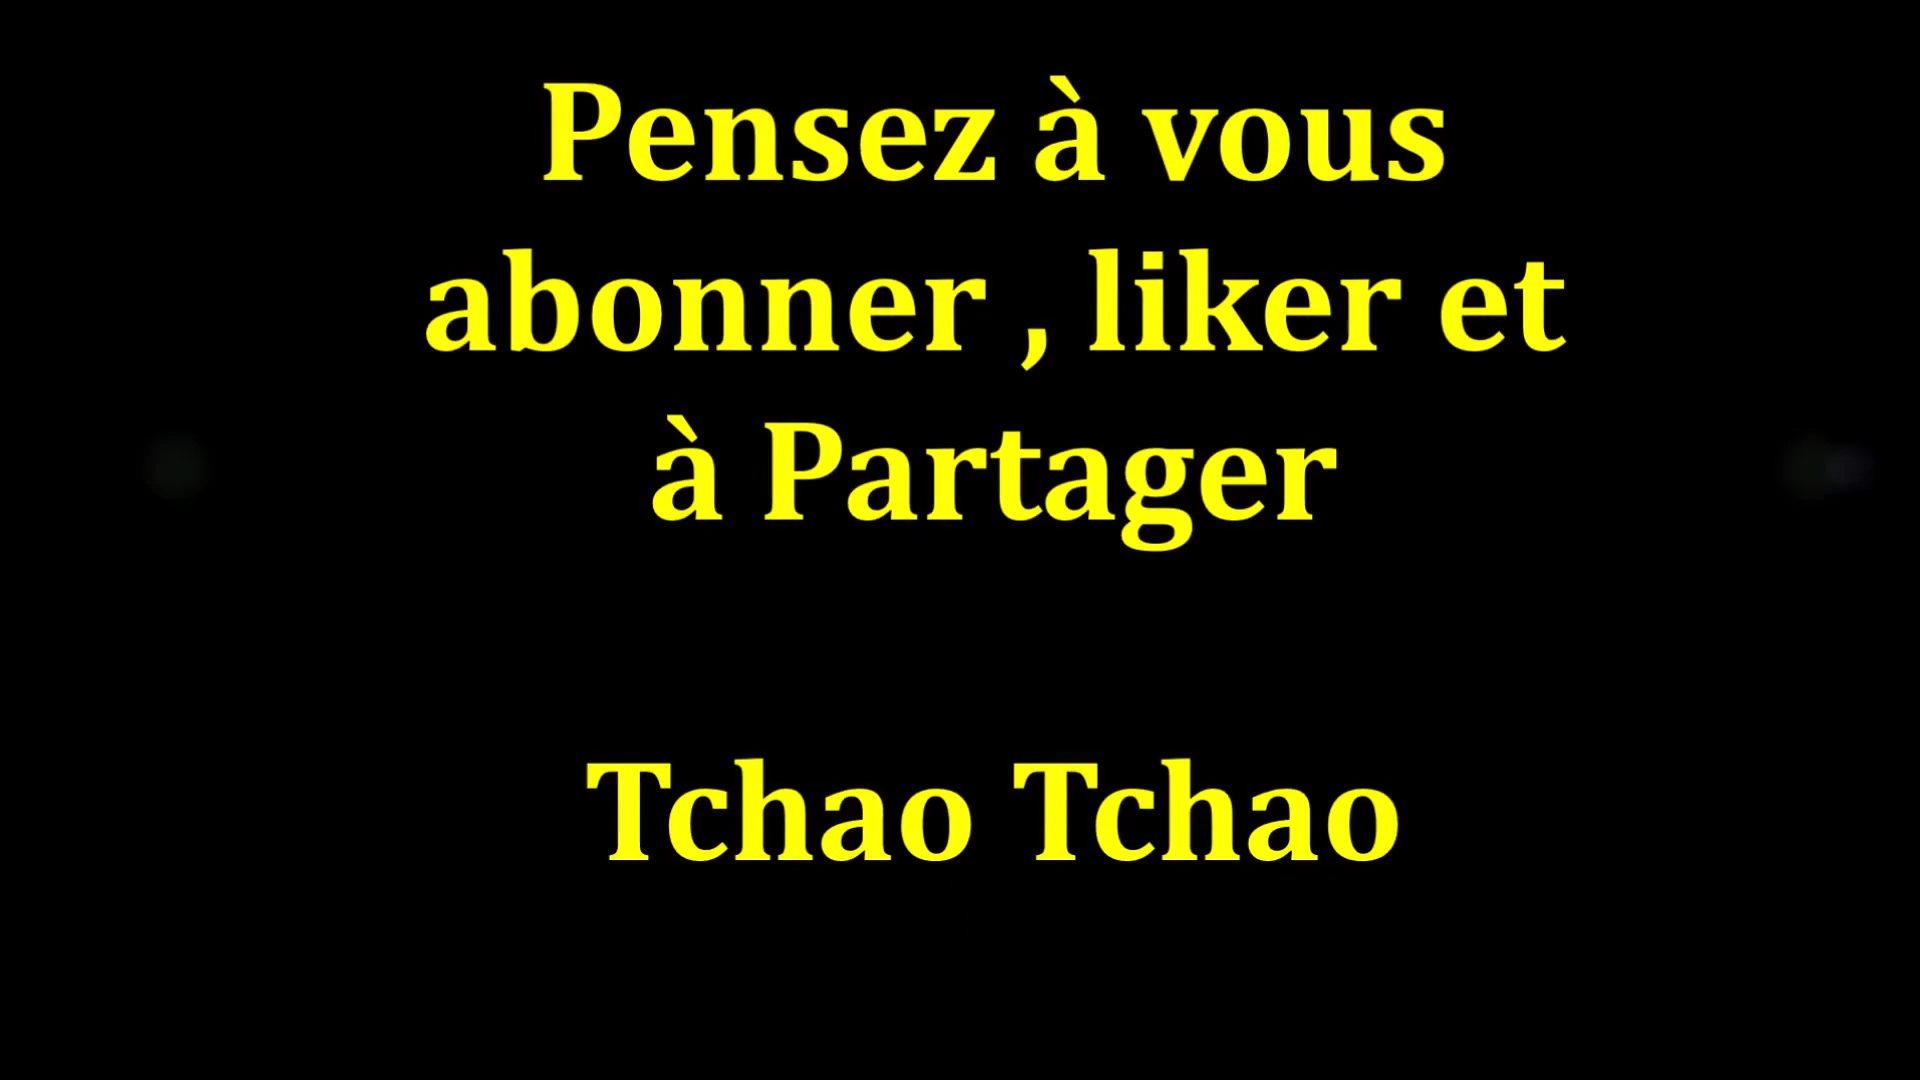 Pensez à vous
abonner , liker et
à Partager
Tchao Tchao